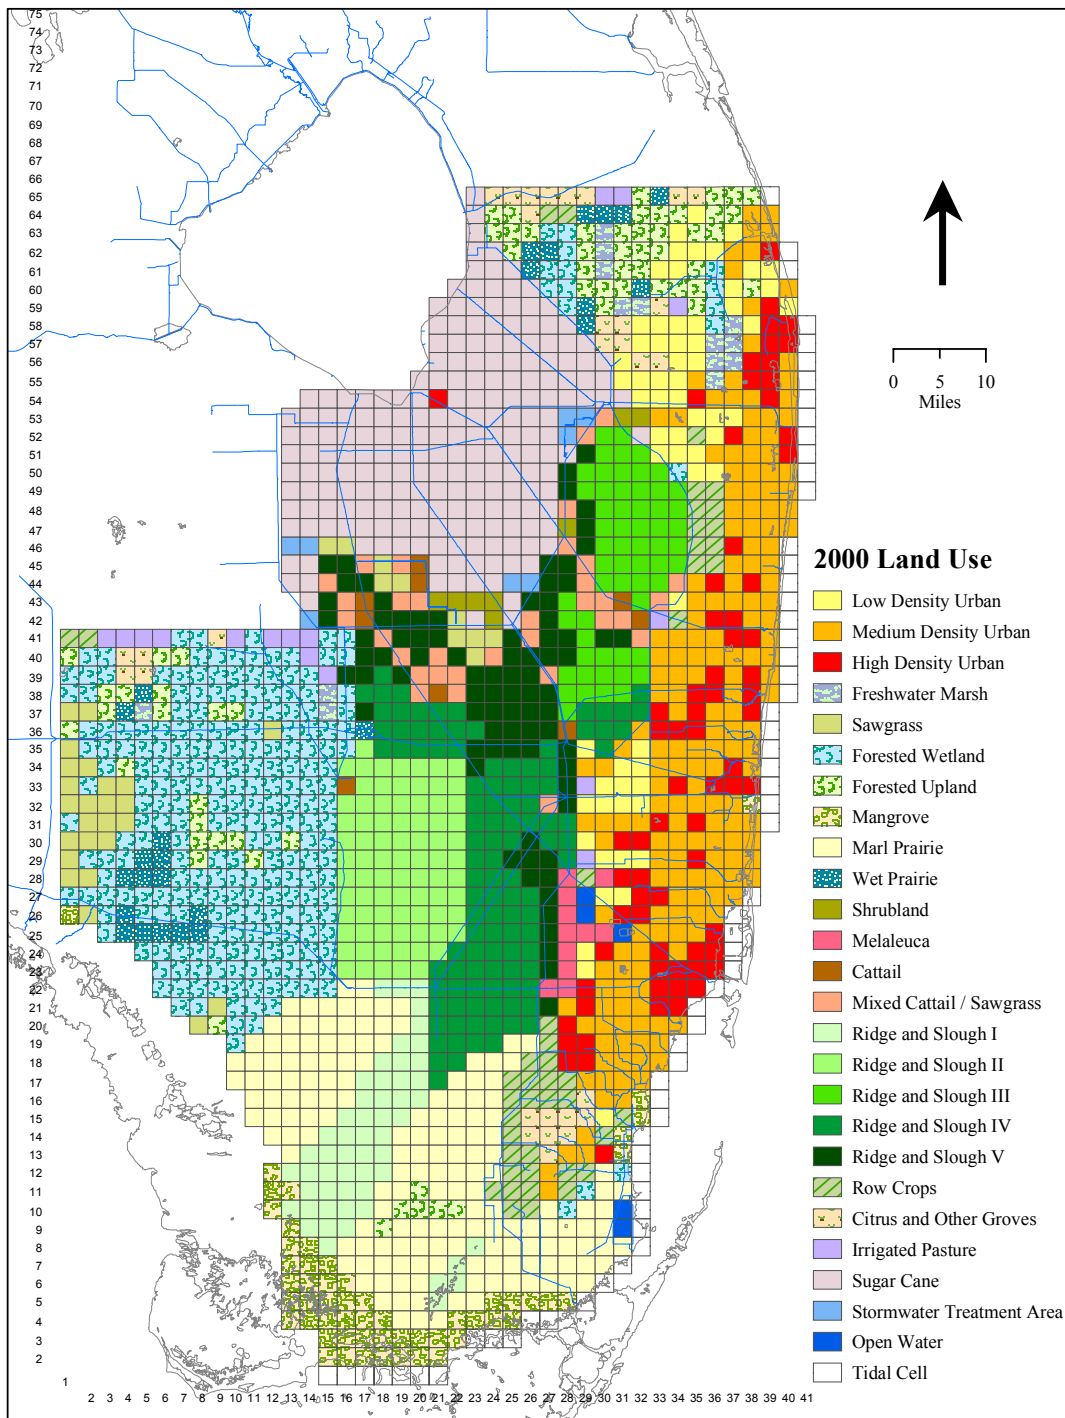 75
74
73
72
71
70
69
68
67
66
65
64
63
62
61
60
59
58
57
56
55
54
53
52
51
50
49
48
47
46
45
44
43
42
41
40
39
38
37
36
35
34
33
32
31
30
29
28
27
26
25
24
23
22
21
20
19
18
17
16
15
14
13
12
11
10
9
8
7
6
5
4
3
2
1
2 3 4 5 6 7 8 9 10 11 12 13 14 15 16 17 18 19 20 21 22 23 24 25 26 27 28 29 30 31 32 33 34 35 36 37 38 39 40 41
0 5 10
Miles
2000 Land Use
Low Density Urban
Medium Density Urban
High Density Urban
Freshwater Marsh
Sawgrass
Forested Wetland
Forested Upland
Mangrove
Marl Prairie
Wet Prairie
Shrubland
Melaleuca
Cattail
Mixed Cattail / Sawgrass
Ridge and Slough I
Ridge and Slough II
Ridge and Slough III
Ridge and Slough IV
Ridge and Slough V
Row Crops
Citrus and Other Groves
Irrigated Pasture
Sugar Cane
Stormwater Treatment Area
Open Water
Tidal Cell